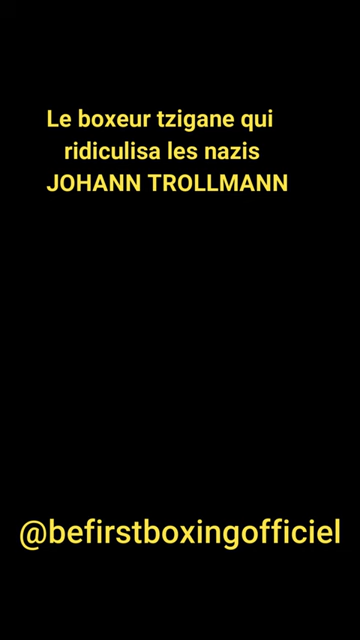 Le boxeur tzigane qui
ridiculisa les nazis
JOHANN TROLLMANN
@befirstboxingofficiel